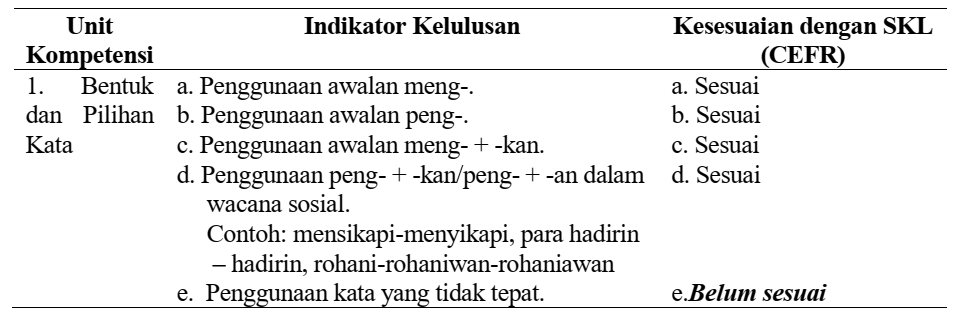 Unit Kompetensi
Indikator Kelulusan
Kesesuaian dengan SKL (CEFR)
1. Bentuk dan Pilihan Kata
a. Penggunaan awalan meng-.
b. Penggunaan awalan peng-.
c. Penggunaan awalan meng- + -kan.
d. Penggunaan peng- + -kan/peng- + -an dalam
wacana sosial.
Contoh: mensikapi-menyikapi, para hadirin
– hadirin, rohani-rohaniwan-rohaniawan
e. Penggunaan kata yang tidak tepat.
a. Sesuai
b. Sesuai
c. Sesuai
d. Sesuai
e.Belum sesuai